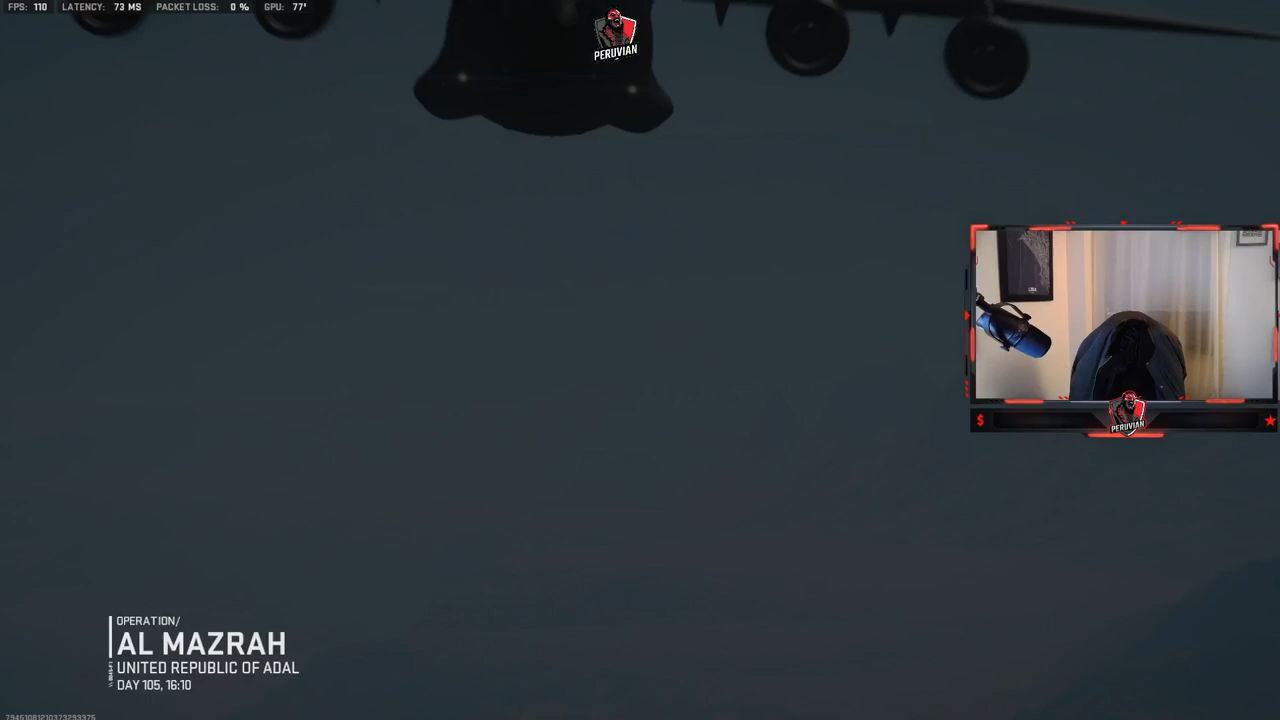 FPS: 110 LATENCY: 73 MS PACKET LOSS: 0 % GPU: 77°
PERUVIAN
PERUVIAN
OPERATION/
AL MAZRAH
UNITED REPUBLIC OF ADAL
DAY 105, 16:10